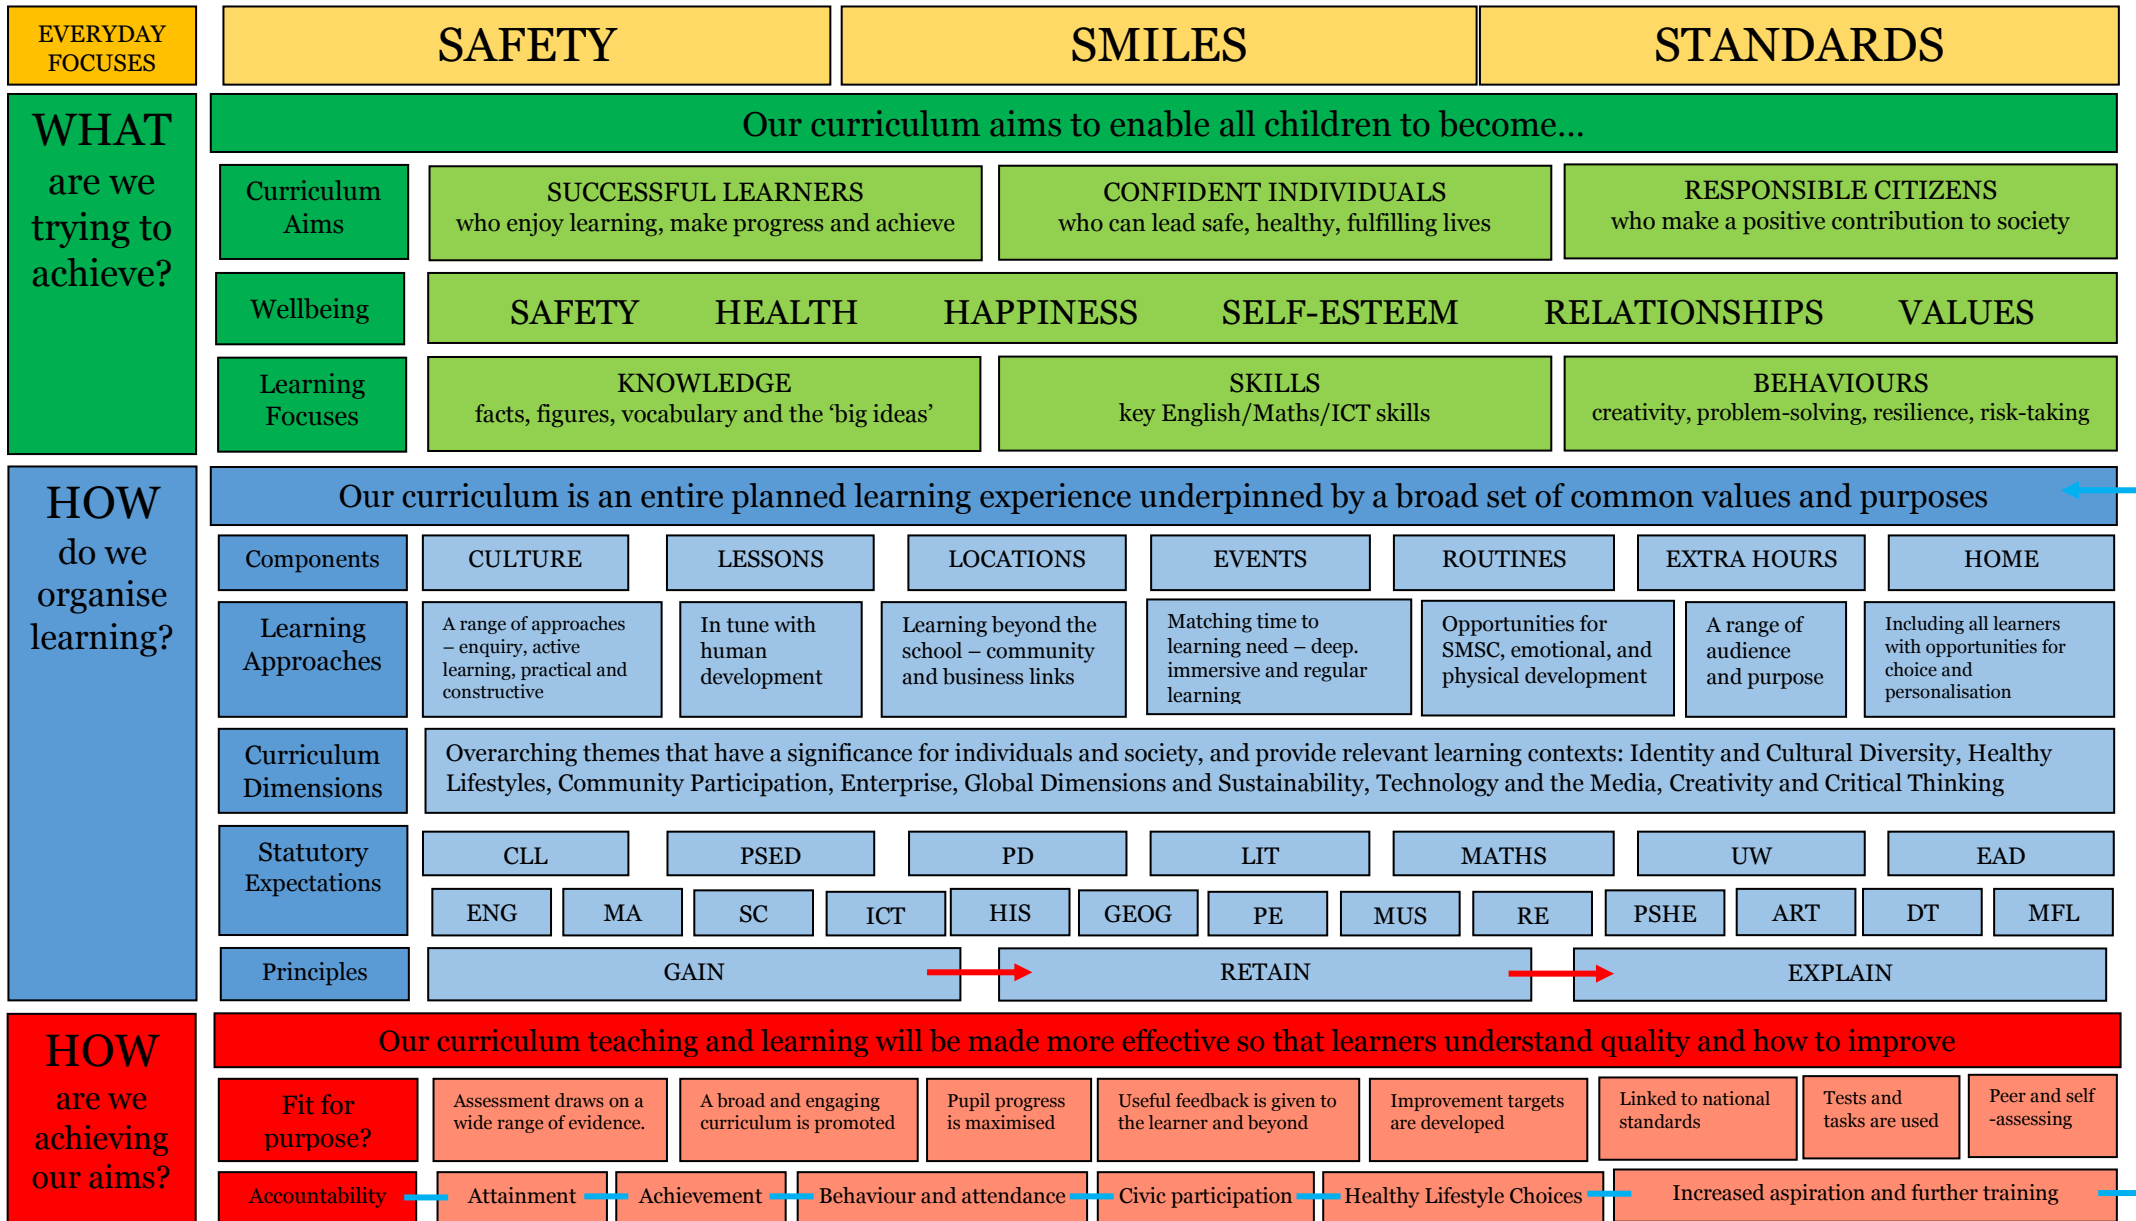 EVERYDAY
FOCUSES
SAFETY
SMILES
STANDARDS
WHAT
are we
trying to
achieve?
Our curriculum aims to enable all children to become...
Curriculum
Aims
SUCCESSFUL LEARNERS
who enjoy learning, make progress and achieve
CONFIDENT INDIVIDUALS
who can lead safe, healthy, fulfilling lives
RESPONSIBLE CITIZENS
who make a positive contribution to society
Wellbeing
SAFETY HEALTH HAPPINESS SELF-ESTEEM RELATIONSHIPS VALUES
Learning
Focuses
KNOWLEDGE
facts, figures, vocabulary and the ‘big ideas’
SKILLS
key English/Maths/ICT skills
BEHAVIOURS
creativity, problem-solving, resilience, risk-taking
HOW
do we
organise
learning?
Our curriculum is an entire planned learning experience underpinned by a broad set of common values and purposes
Components
CULTURE
LESSONS
LOCATIONS
EVENTS
ROUTINES
EXTRA HOURS
HOME
Learning
Approaches
A range of approaches
– enquiry, active
learning, practical and
constructive
In tune with
human
development
Learning beyond the
school – community
and business links
Matching time to
learning need – deep.
immersive and regular
learning
Opportunities for
SMSC, emotional, and
physical development
A range of
audience
and purpose
Including all learners
with opportunities for
choice and
personalisation
Curriculum
Dimensions
Overarching themes that have a significance for individuals and society, and provide relevant learning contexts: Identity and Cultural Diversity, Healthy
Lifestyles, Community Participation, Enterprise, Global Dimensions and Sustainability, Technology and the Media, Creativity and Critical Thinking
Statutory
Expectations
CLL
PSED
PD
LIT
MATHS
UW
EAD
ENG
MA
SC
ICT
HIS
GEOG
PE
MUS
RE
PSHE
ART
DT
MFL
Principles
GAIN
RETAIN
EXPLAIN
HOW
are we
achieving
our aims?
Our curriculum teaching and learning will be made more effective so that learners understand quality and how to improve
Fit for
purpose?
Assessment draws on a
wide range of evidence.
A broad and engaging
curriculum is promoted
Pupil progress
is maximised
Useful feedback is given to
the learner and beyond
Improvement targets
are developed
Linked to national
standards
Tests and
tasks are used
Peer and self
-assessing
Accountability
Attainment
Achievement
Behaviour and attendance
Civic participation
Healthy Lifestyle Choices
Increased aspiration and further training